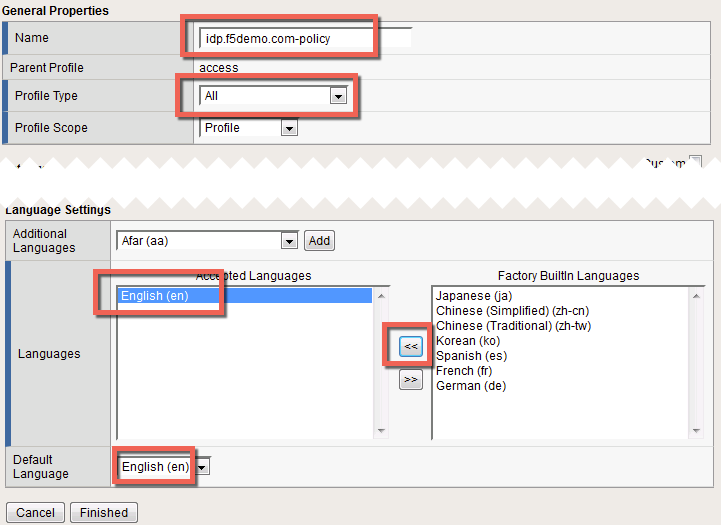 General Properties
Name idp.f5demo.com-policy
Parent Profile access
Profile Type All
Profile Scope Profile
Custom
Language Settings
Additional Languages Afar (aa) Add
Languages
Accepted Languages
English (en)
<<
>>
Factory BuiltIn Languages
Japanese (ja)
Chinese (Simplified) (zh-cn)
Chinese (Traditional) (zh-tw)
Korean (ko)
Spanish (es)
French (fr)
German (de)
Default Language English (en)
Cancel Finished